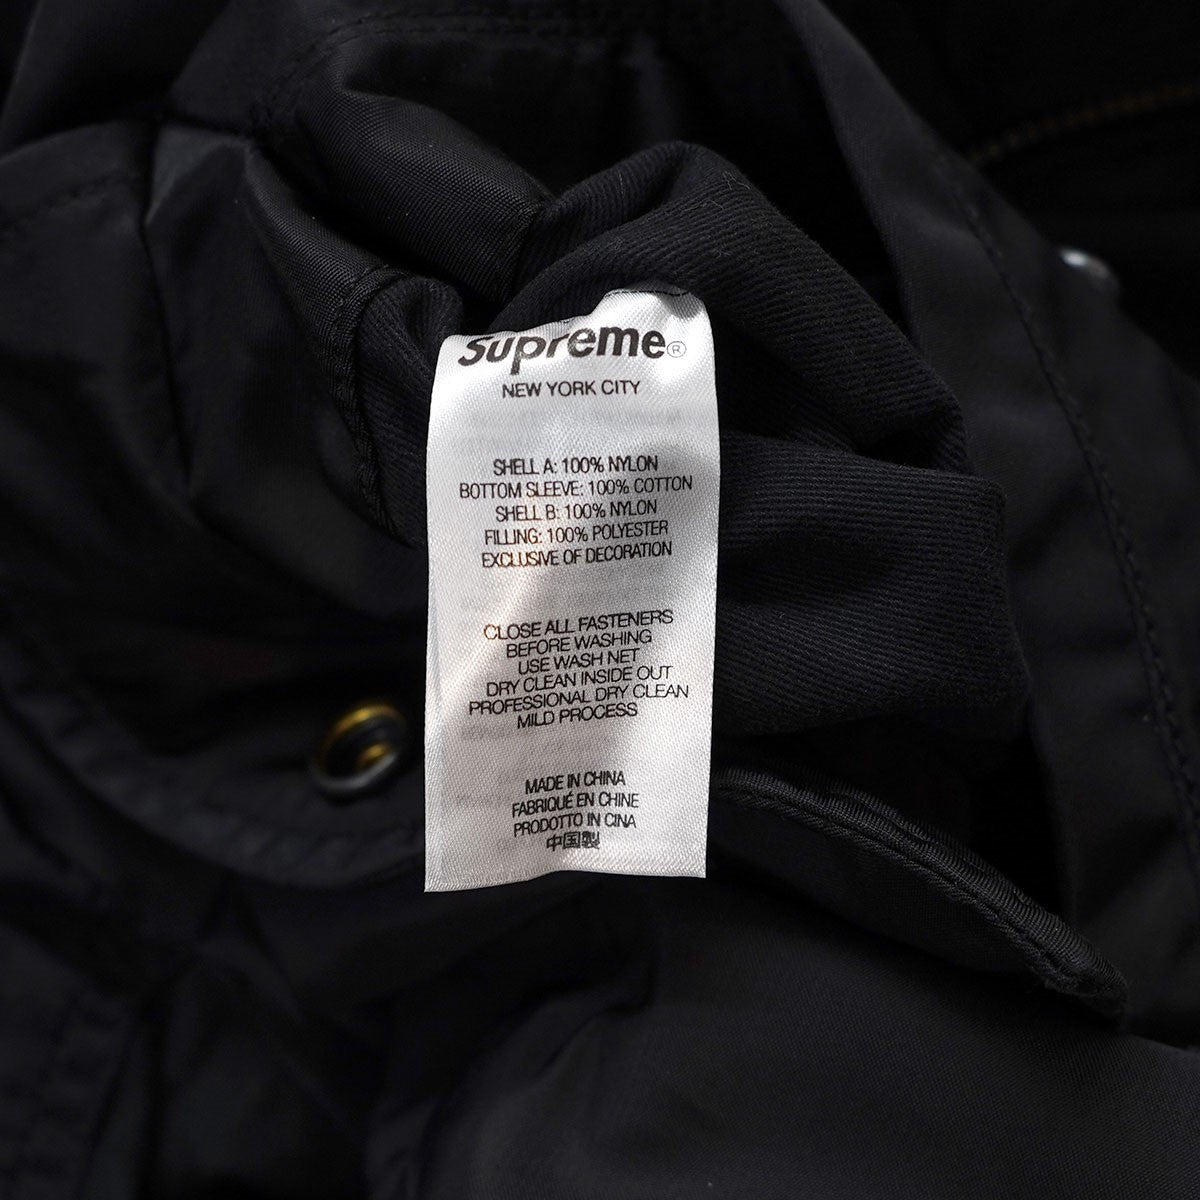 Supreme®
NEW YORK CITY
SHELL A: 100% NYLON
BOTTOM SLEEVE: 100% COTTON
SHELL B: 100% NYLON
FILLING: 100% POLYESTER
EXCLUSIVE OF DECORATION
CLOSE ALL FASTENERS
BEFORE WASHING
USE WASH NET
DRY CLEAN INSIDE OUT
PROFESSIONAL DRY CLEAN
MILD PROCESS
MADE IN CHINA
FABRIQUÉ EN CHINE
PRODOTTO IN CINA
中国製